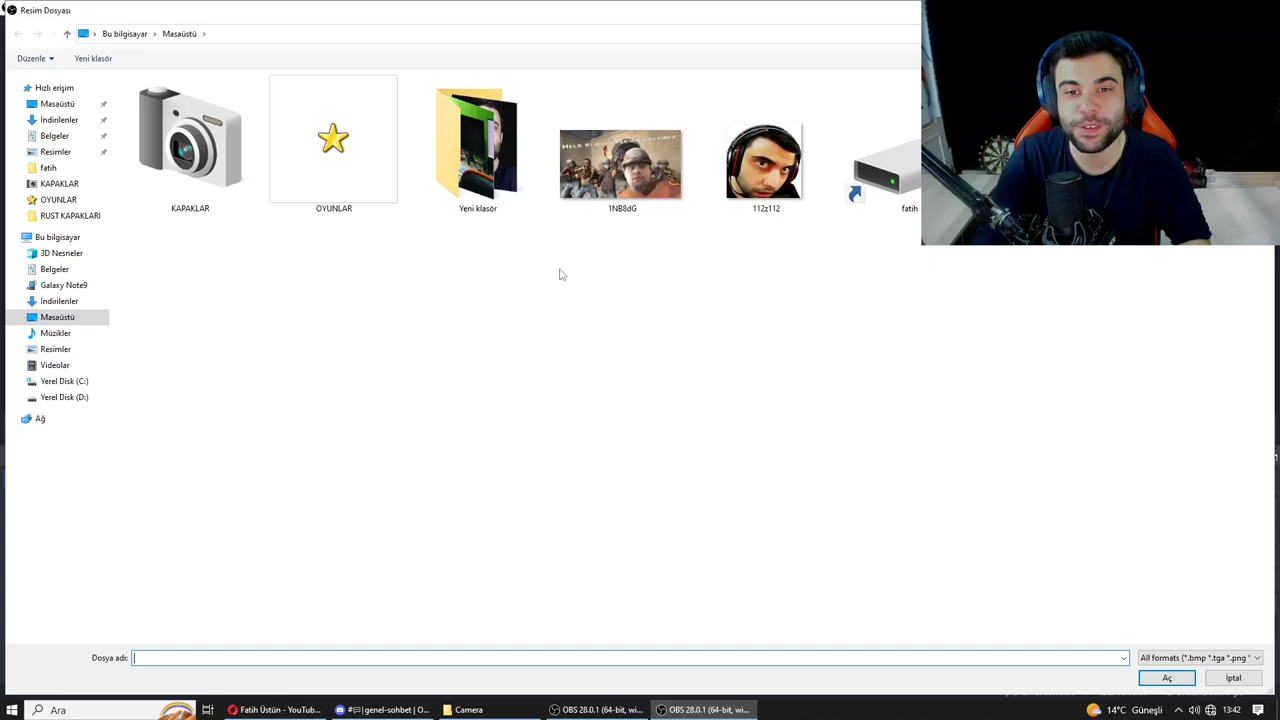 Resim Dosyası
Bu bilgisayar
Masaüstü
Düzenle
Yeni klasör
Hızlı erişim
Masaüstü
İndirilenler
Belgeler
Resimler
fatih
KAPAKLAR
OYUNLAR
RUST KAPAKLARI
Bu bilgisayar
3D Nesneler
Belgeler
Galaxy Note9
İndirilenler
Masaüstü
Müzikler
Resimler
Videolar
Yerel Disk (C:)
Yerel Disk (D:)
Ağ
KAPAKLAR
OYUNLAR
Yeni klasör
1NB8dG
112z112
fatih
Dosya adı:
All formats (*.bmp *.tga *.png *
Aç
İptal
Ara
Fatih Üstün - YouTub...
#💬|genel-sohbet | O...
Camera
OBS 28.0.1 (64-bit, wi...
OBS 28.0.1 (64-bit, wi...
14°C Güneşli
13:42